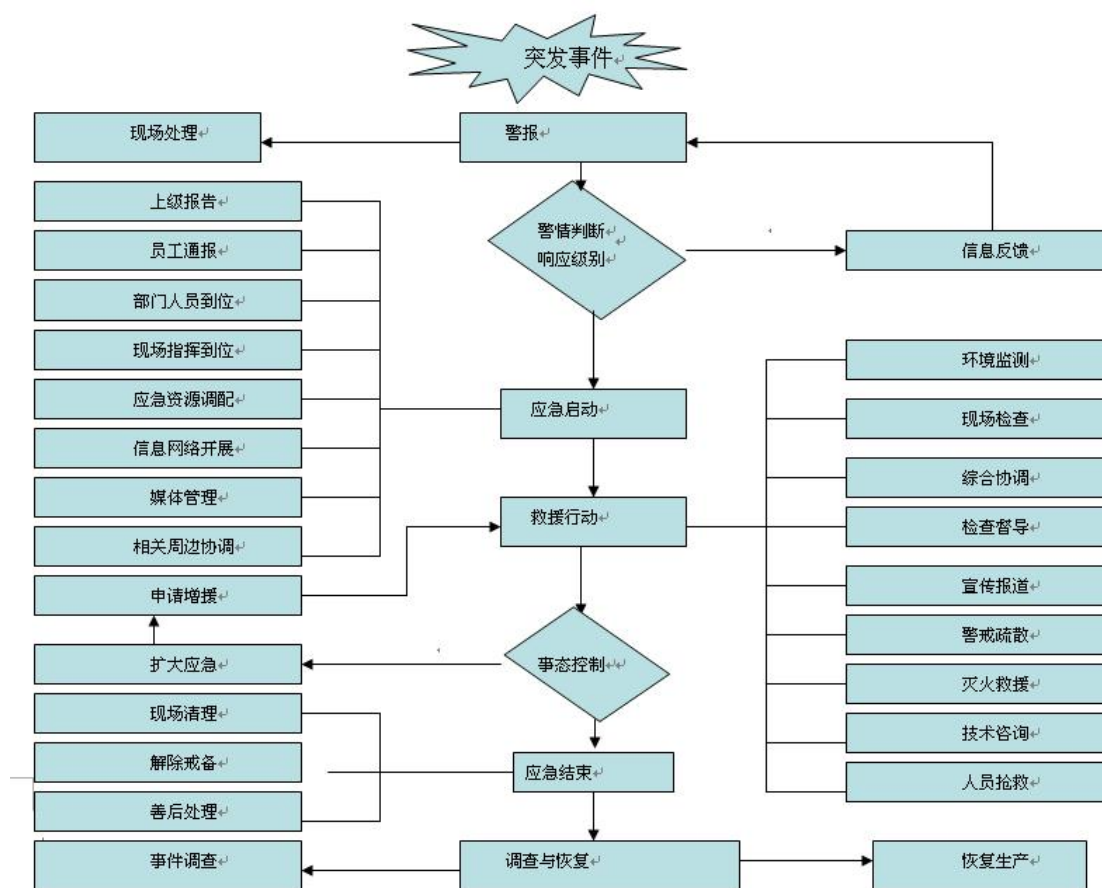 突发事件
现场处理
警报
上级报告
员工通报
警情判断
响应级别
信息反馈
部门人员到位
现场指挥到位
环境监测
应急资源调配
应急启动
现场检查
信息网络开展
综合协调
媒体管理
救援行动
检查督导
相关周边协调
申请增援
宣传报道
警戒疏散
扩大应急
事态控制
灭火救援
现场清理
技术咨询
解除戒备
应急结束
人员抢救
善后处理
事件调查
调查与恢复
恢复生产